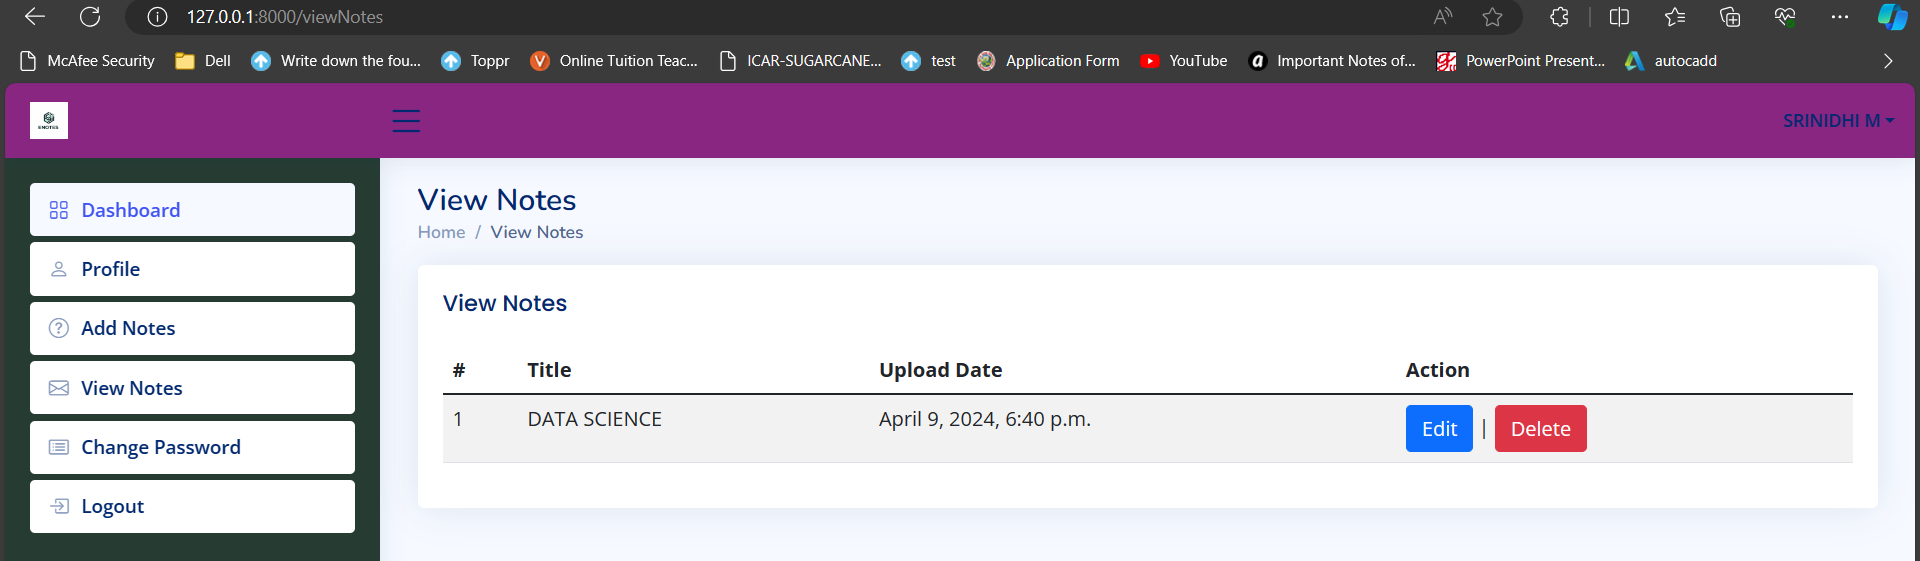 127.0.0.1:8000/viewNotes
McAfee Security Dell Write down the fou... Toppr Online Tuition Teac... ICAR-SUGARCANE... test Application Form YouTube Important Notes of... PowerPoint Present... autocadd
ENOTES
SRINIDHI M
Dashboard
Profile
Add Notes
View Notes
Change Password
Logout
View Notes
Home / View Notes
View Notes
# Title Upload Date Action
1 DATA SCIENCE April 9, 2024, 6:40 p.m. Edit | Delete